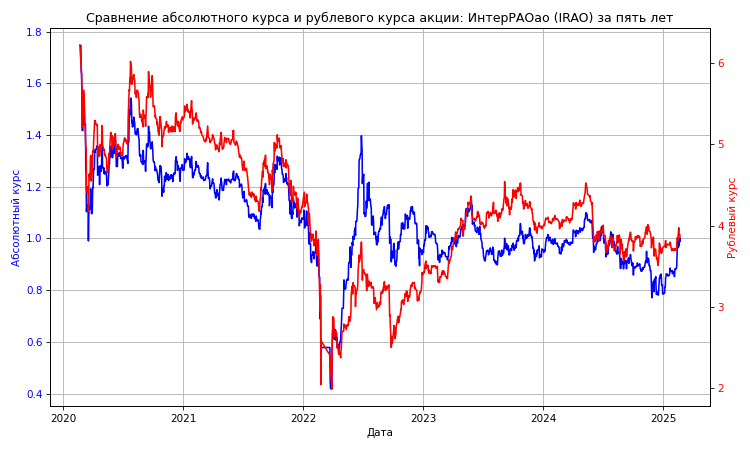 Сравнение абсолютного курса и рублевого курса акции: ИнтерРАОао (IRAO) за пять лет
1.8
1.6
1.4
1.2
1.0
0.8
0.6
0.4
Абсолютный курс
6
5
4
3
2
Рублевый курс
2020 2021 2022 2023 2024 2025
Дата